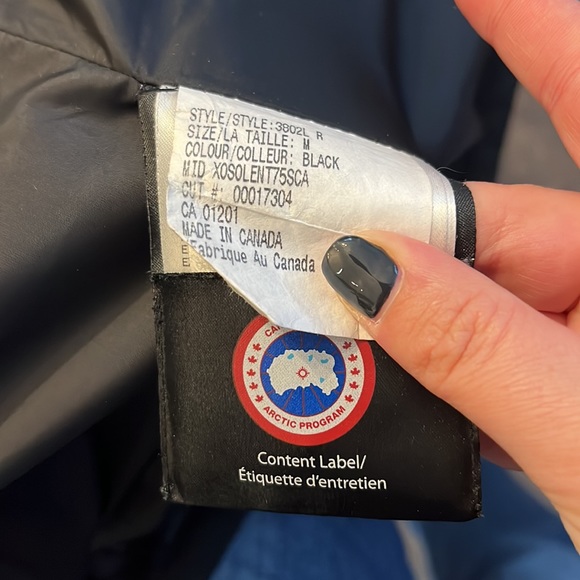 STYLE/STYLE:3802L R
SIZE/LA TAILLE: M
COLOUR/COLLEUR: BLACK
MID XOSOLENT75SCA
CUT #: 00017304
CA 01201
MADE IN CANADA
Fabrique Au Canada
ARCTIC PROGRAM
Content Label/
Étiquette d'entretien